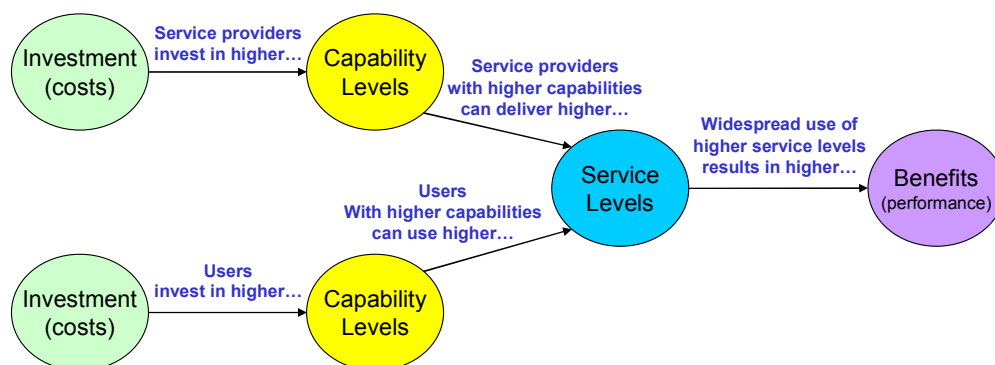 Investment
(costs)
Service providers
invest in higher…
Capability
Levels
Service providers
with higher capabilities
can deliver higher…
Service
Levels
Widespread use of
higher service levels
results in higher…
Benefits
(performance)
Users
With higher capabilities
can use higher…
Investment
(costs)
Users
invest in higher…
Capability
Levels